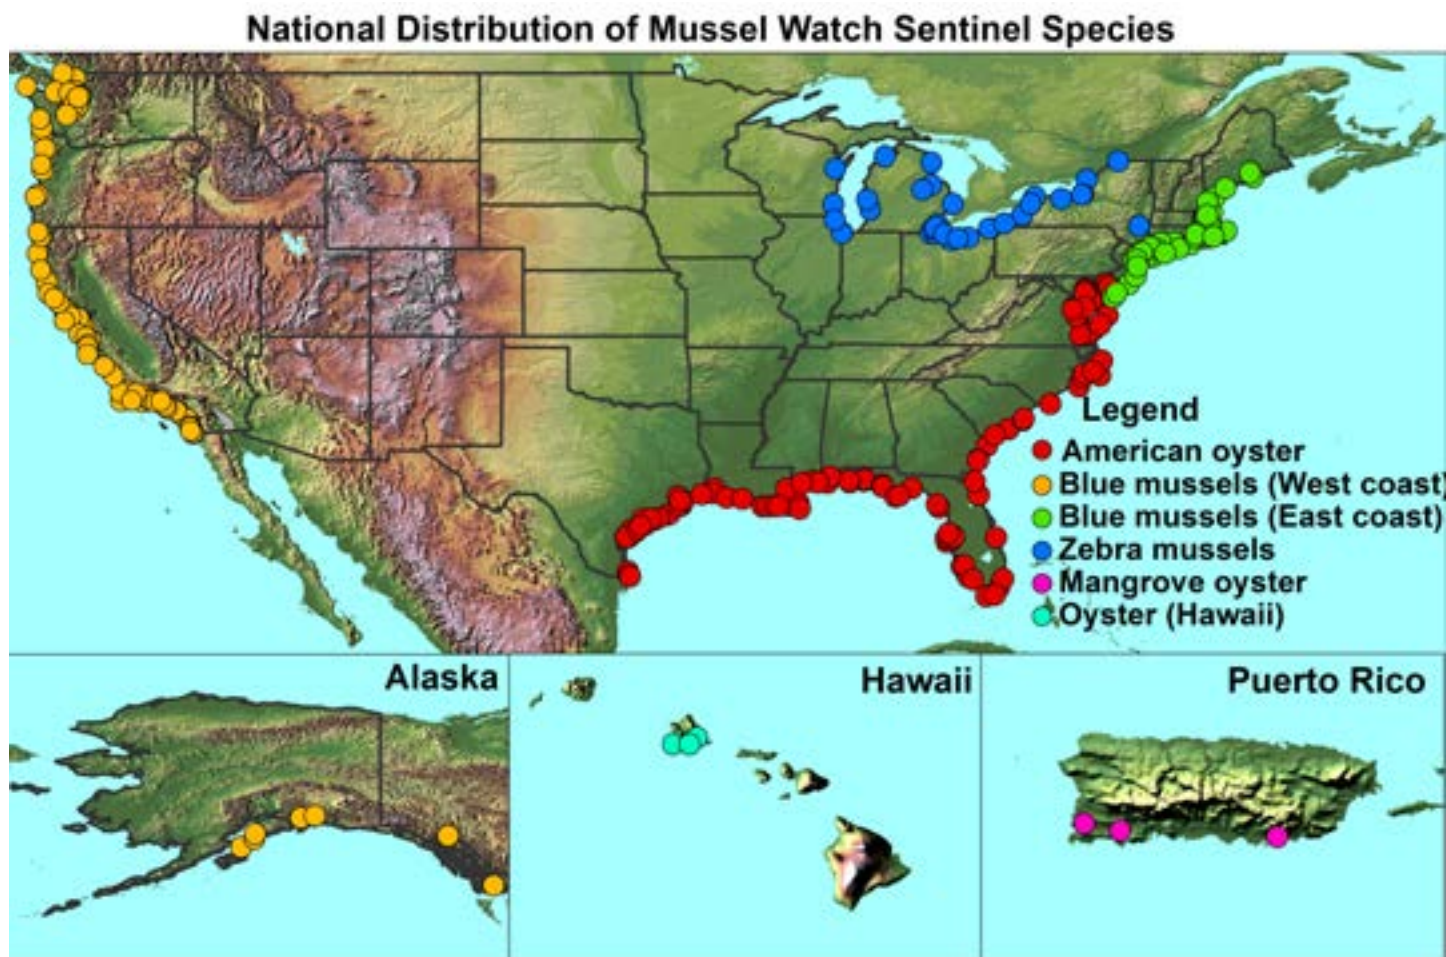 National Distribution of Mussel Watch Sentinel Species
Legend
American oyster
Blue mussels (West coast)
Blue mussels (East coast)
Zebra mussels
Mangrove oyster
Oyster (Hawaii)
Alaska
Hawaii
Puerto Rico